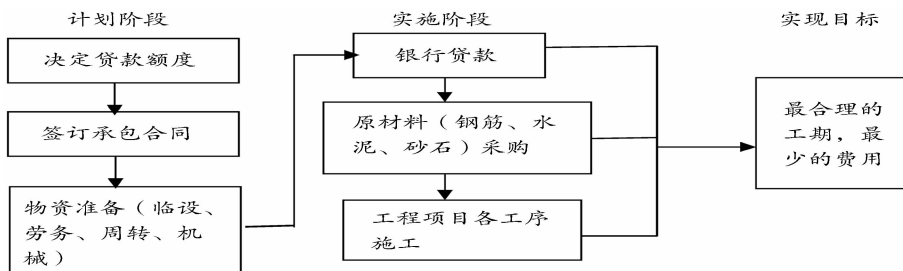 计划阶段
决定贷款额度
签订承包合同
物资准备（临设、
劳务、周转、机
械）
实施阶段
银行贷款
原材料（钢筋、水
泥、砂石）采购
工程项目各工序
施工
实现目标
最合理的
工期，最
少的费用